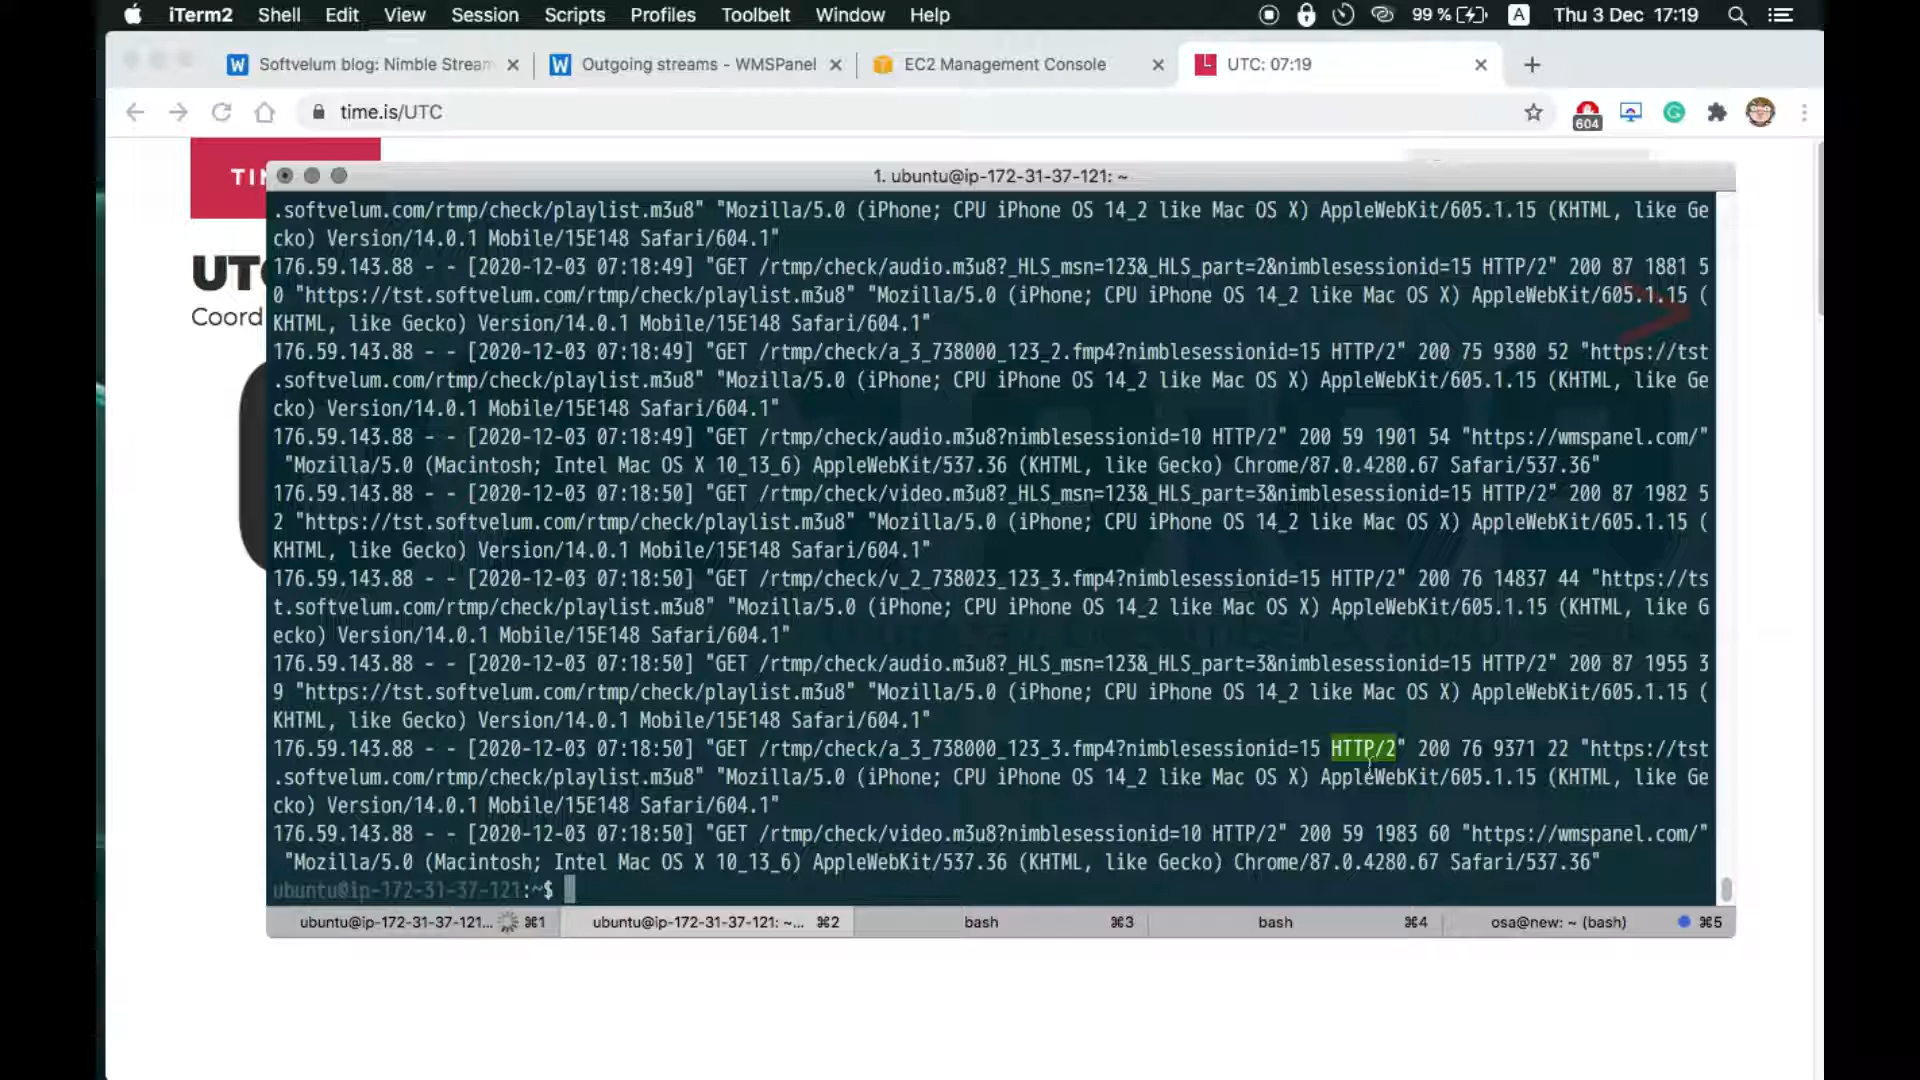 iTerm2 Shell Edit View Session Scripts Profiles Toolbelt Window Help 99 % A Thu 3 Dec 17:19
Softvelum blog: Nimble Stream Outgoing streams - WMSPanel EC2 Management Console UTC: 07:19
time.is/UTC 604
TI
UT
Coord
1. ubuntu@ip-172-31-37-121: ~
.softvelum.com/rtmp/check/playlist.m3u8" "Mozilla/5.0 (iPhone; CPU iPhone OS 14_2 like Mac OS X) AppleWebKit/605.1.15 (KHTML, like Ge
cko) Version/14.0.1 Mobile/15E148 Safari/604.1"
176.59.143.88 - - [2020-12-03 07:18:49] "GET /rtmp/check/audio.m3u8?_HLS_msn=123&_HLS_part=2&nimblesessionid=15 HTTP/2" 200 87 1881 5
0 "https://tst.softvelum.com/rtmp/check/playlist.m3u8" "Mozilla/5.0 (iPhone; CPU iPhone OS 14_2 like Mac OS X) AppleWebKit/605.1.15 (
KHTML, like Gecko) Version/14.0.1 Mobile/15E148 Safari/604.1"
176.59.143.88 - - [2020-12-03 07:18:49] "GET /rtmp/check/a_3_738000_123_2.fmp4?nimblesessionid=15 HTTP/2" 200 75 9380 52 "https://tst
.softvelum.com/rtmp/check/playlist.m3u8" "Mozilla/5.0 (iPhone; CPU iPhone OS 14_2 like Mac OS X) AppleWebKit/605.1.15 (KHTML, like Ge
cko) Version/14.0.1 Mobile/15E148 Safari/604.1"
176.59.143.88 - - [2020-12-03 07:18:49] "GET /rtmp/check/audio.m3u8?nimblesessionid=10 HTTP/2" 200 59 1901 54 "https://wmspanel.com/"
"Mozilla/5.0 (Macintosh; Intel Mac OS X 10_13_6) AppleWebKit/537.36 (KHTML, like Gecko) Chrome/87.0.4280.67 Safari/537.36"
176.59.143.88 - - [2020-12-03 07:18:50] "GET /rtmp/check/video.m3u8?_HLS_msn=123&_HLS_part=3&nimblesessionid=15 HTTP/2" 200 87 1982 5
2 "https://tst.softvelum.com/rtmp/check/playlist.m3u8" "Mozilla/5.0 (iPhone; CPU iPhone OS 14_2 like Mac OS X) AppleWebKit/605.1.15 (
KHTML, like Gecko) Version/14.0.1 Mobile/15E148 Safari/604.1"
176.59.143.88 - - [2020-12-03 07:18:50] "GET /rtmp/check/v_2_738023_123_3.fmp4?nimblesessionid=15 HTTP/2" 200 76 14837 44 "https://ts
t.softvelum.com/rtmp/check/playlist.m3u8" "Mozilla/5.0 (iPhone; CPU iPhone OS 14_2 like Mac OS X) AppleWebKit/605.1.15 (KHTML, like G
ecko) Version/14.0.1 Mobile/15E148 Safari/604.1"
176.59.143.88 - - [2020-12-03 07:18:50] "GET /rtmp/check/audio.m3u8?_HLS_msn=123&_HLS_part=3&nimblesessionid=15 HTTP/2" 200 87 1955 3
9 "https://tst.softvelum.com/rtmp/check/playlist.m3u8" "Mozilla/5.0 (iPhone; CPU iPhone OS 14_2 like Mac OS X) AppleWebKit/605.1.15 (
KHTML, like Gecko) Version/14.0.1 Mobile/15E148 Safari/604.1"
176.59.143.88 - - [2020-12-03 07:18:50] "GET /rtmp/check/a_3_738000_123_3.fmp4?nimblesessionid=15 HTTP/2" 200 76 9371 22 "https://tst
.softvelum.com/rtmp/check/playlist.m3u8" "Mozilla/5.0 (iPhone; CPU iPhone OS 14_2 like Mac OS X) AppleWebKit/605.1.15 (KHTML, like Ge
cko) Version/14.0.1 Mobile/15E148 Safari/604.1"
176.59.143.88 - - [2020-12-03 07:18:50] "GET /rtmp/check/video.m3u8?nimblesessionid=10 HTTP/2" 200 59 1983 60 "https://wmspanel.com/"
"Mozilla/5.0 (Macintosh; Intel Mac OS X 10_13_6) AppleWebKit/537.36 (KHTML, like Gecko) Chrome/87.0.4280.67 Safari/537.36"
ubuntu@ip-172-31-37-121:~$
ubuntu@ip-172-31-37-121... ⌘1 ubuntu@ip-172-31-37-121: ~... ⌘2 bash ⌘3 bash ⌘4 osa@new: ~ (bash) ⌘5